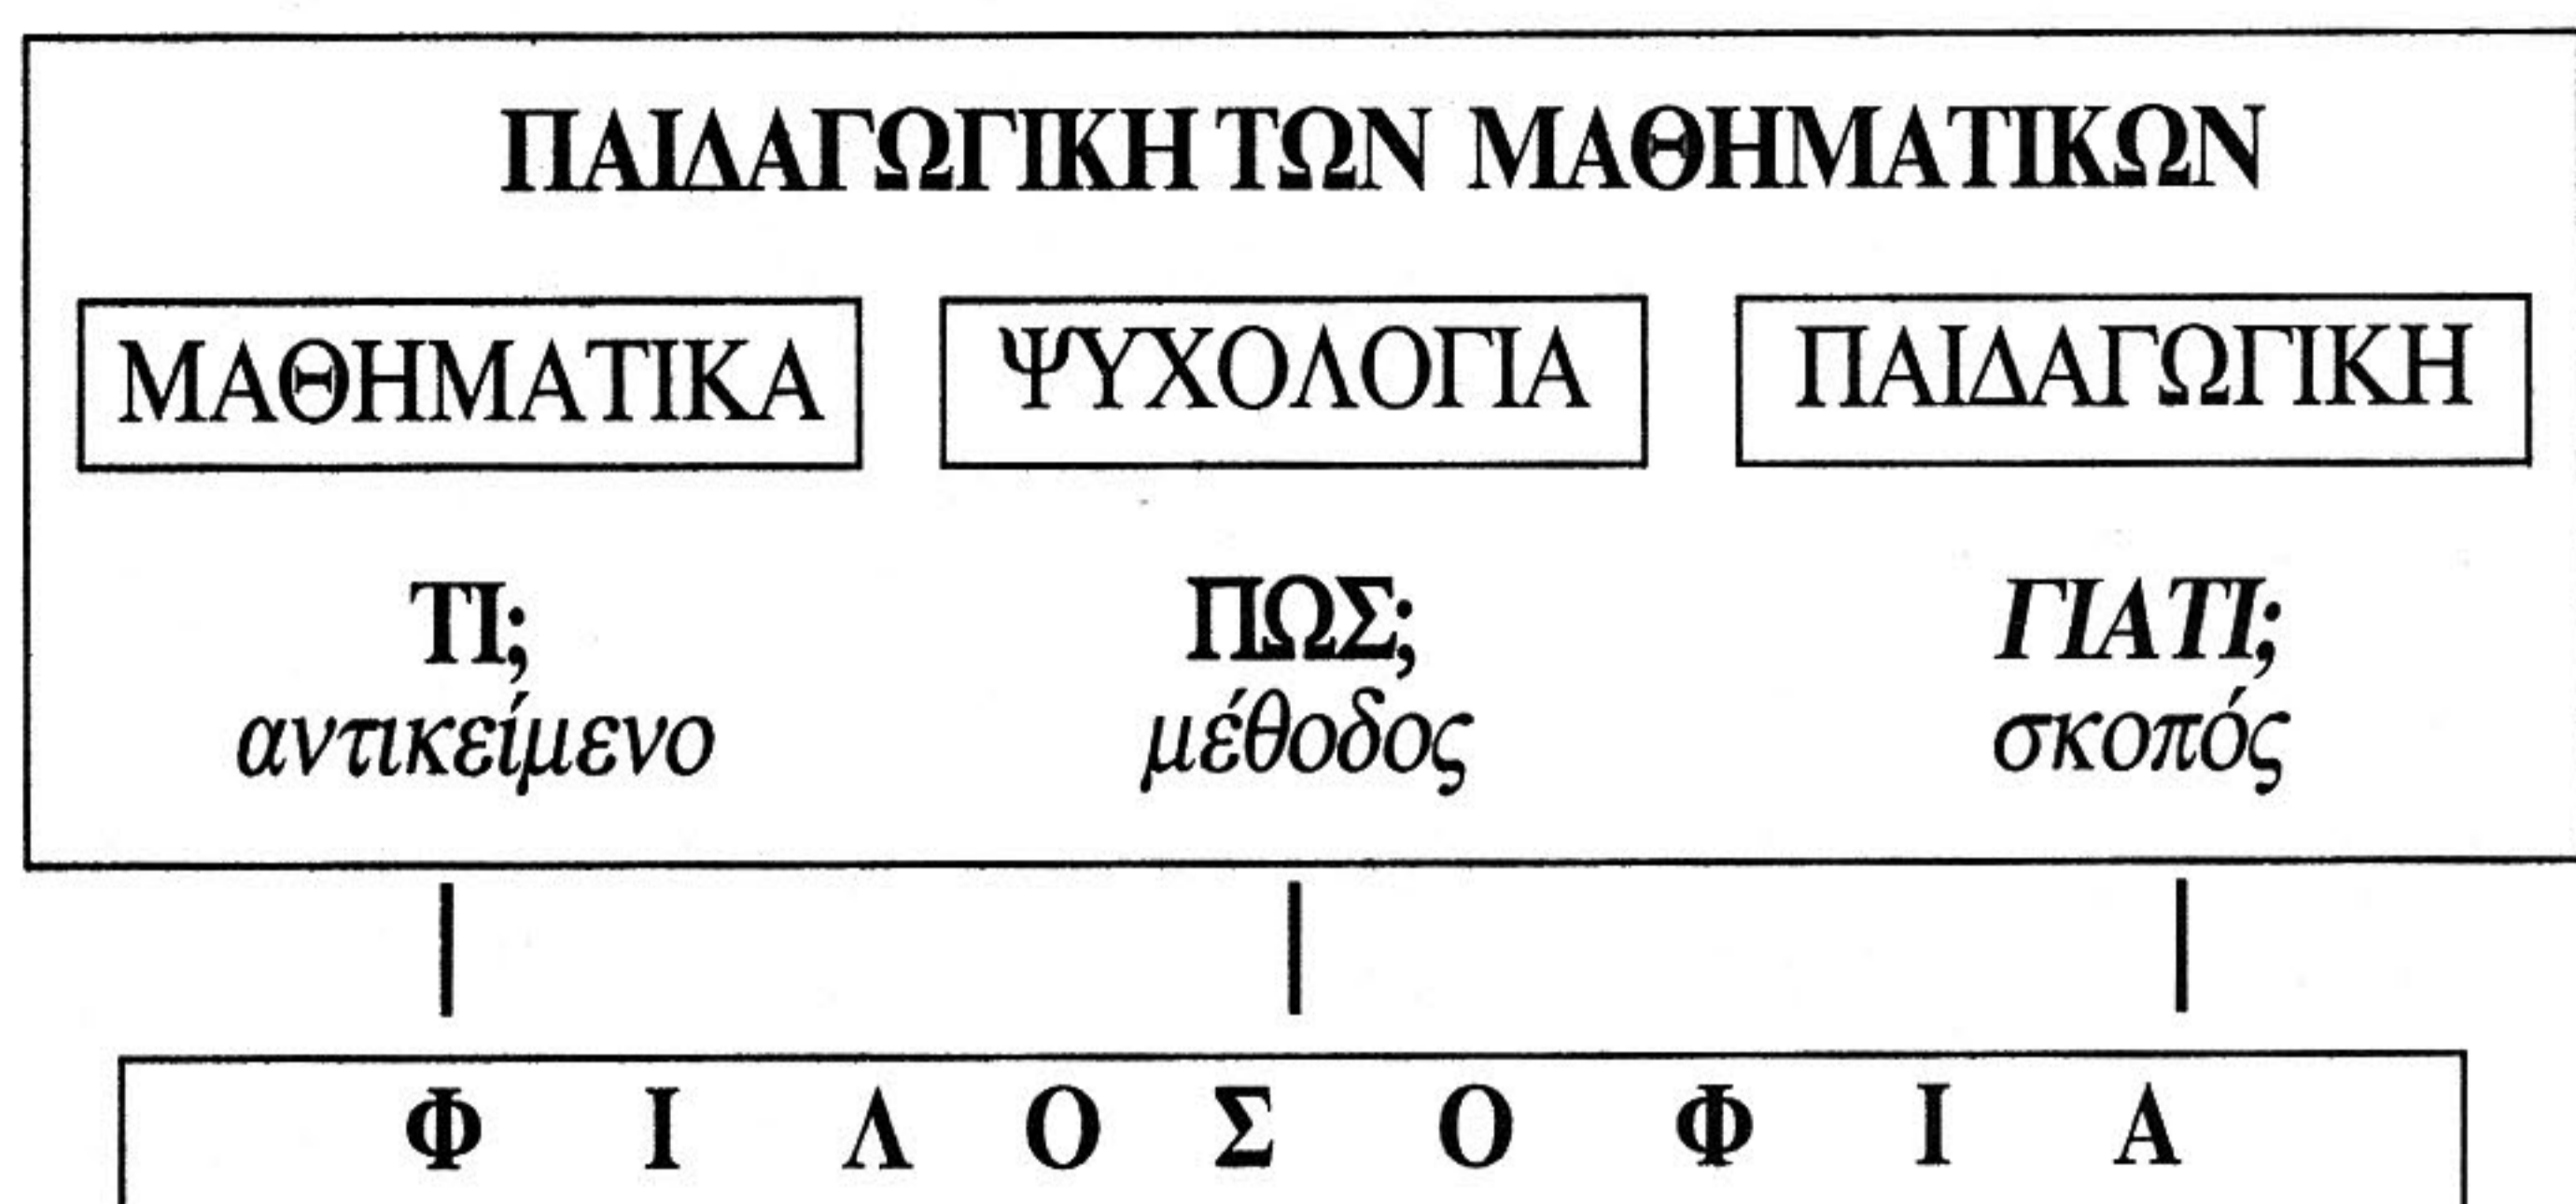 ΠΑΙΔΑΓΩΓΙΚΗ ΤΩΝ ΜΑΘΗΜΑΤΙΚΩΝ
ΜΑΘΗΜΑΤΙΚΑ ΨΥΧΟΛΟΓΙΑ ΠΑΙΔΑΓΩΓΙΚΗ
ΤΙ; ΠΩΣ; ΓΙΑΤΙ;
αντικείμενο μέθοδος σκοπός
Φ Ι Λ Ο Σ Ο Φ Ι Α